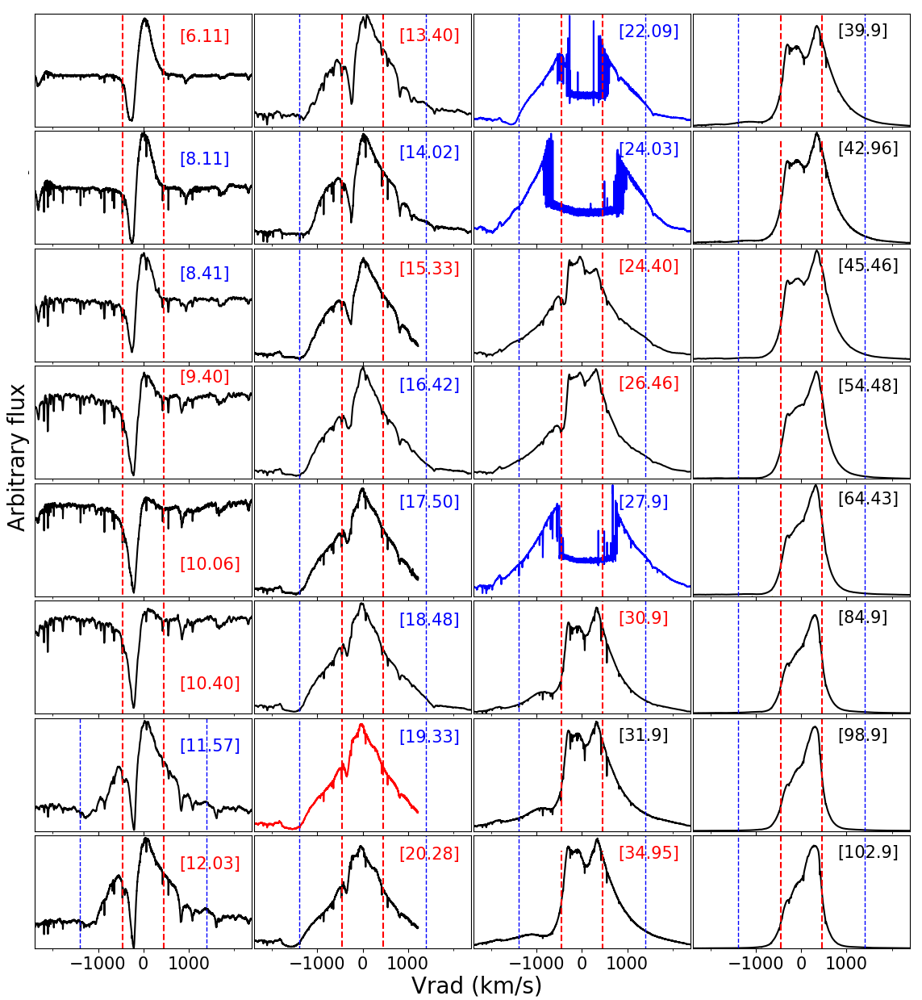 [6.11] [13.40] [22.09] [39.9]
[8.11] [14.02] [24.03] [42.96]
[8.41] [15.33] [24.40] [45.46]
[9.40] [16.42] [26.46] [54.48]
[10.06] [17.50] [27.9] [64.43]
[10.40] [18.48] [30.9] [84.9]
[11.57] [19.33] [31.9] [98.9]
[12.03] [20.28] [34.95] [102.9]
Arbitrary flux
−1000 0 1000 −1000 0 1000 −1000 0 1000 −1000 0 1000
Vrad (km/s)